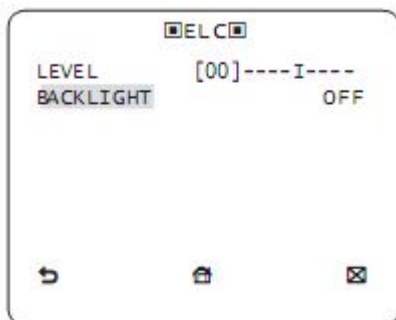 ▣ELC▣
LEVEL [00]----I----
BACKLIGHT OFF